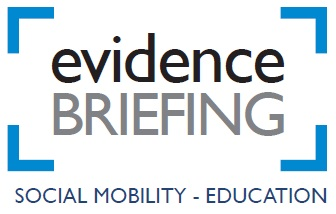 evidence
BRIEFING
SOCIAL MOBILITY - EDUCATION